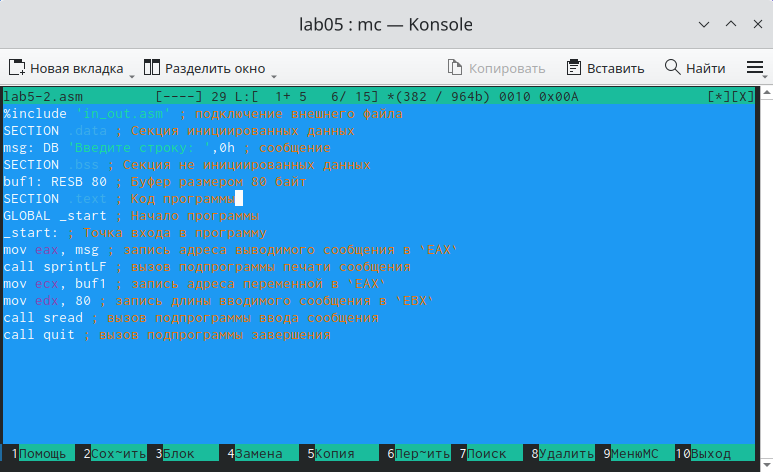 lab05 : mc — Konsole
Новая вкладка Разделить окно Копировать Вставить Найти
lab5-2.asm [----] 29 L:[ 1+ 5 6/ 15] *(382 / 964b) 0010 0x00A [*][X]
%include 'in_out.asm' ; подключение внешнего файла
SECTION .data ; Секция инициированных данных
msg: DB 'Введите строку: ',0h ; сообщение
SECTION .bss ; Секция не инициированных данных
buf1: RESB 80 ; Буфер размером 80 байт
SECTION .text ; Код программы
GLOBAL _start ; Начало программы
_start: ; Точка входа в программу
mov eax, msg ; запись адреса выводимого сообщения в `EAX`
call sprintLF ; вызов подпрограммы печати сообщения
mov ecx, buf1 ; запись адреса переменной в `EAX`
mov edx, 80 ; запись длины вводимого сообщения в `EBX`
call sread ; вызов подпрограммы ввода сообщения
call quit ; вызов подпрограммы завершения
1Помощь 2Сох~ить 3Блок 4Замена 5Копия 6Пер~ить 7Поиск 8Удалить 9МенюMC 10Выход